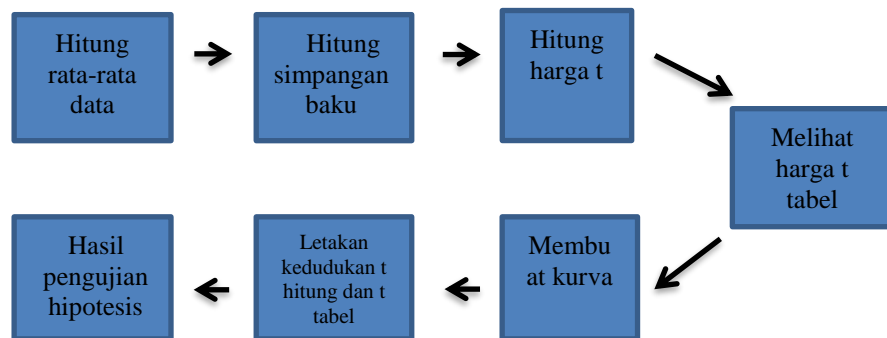 Hitung
rata-rata
data
Hitung
simpangan
baku
Hitung
harga t
Melihat
harga t
tabel
Membu
at kurva
Letakan
kedudukan t
hitung dan t
tabel
Hasil
pengujian
hipotesis